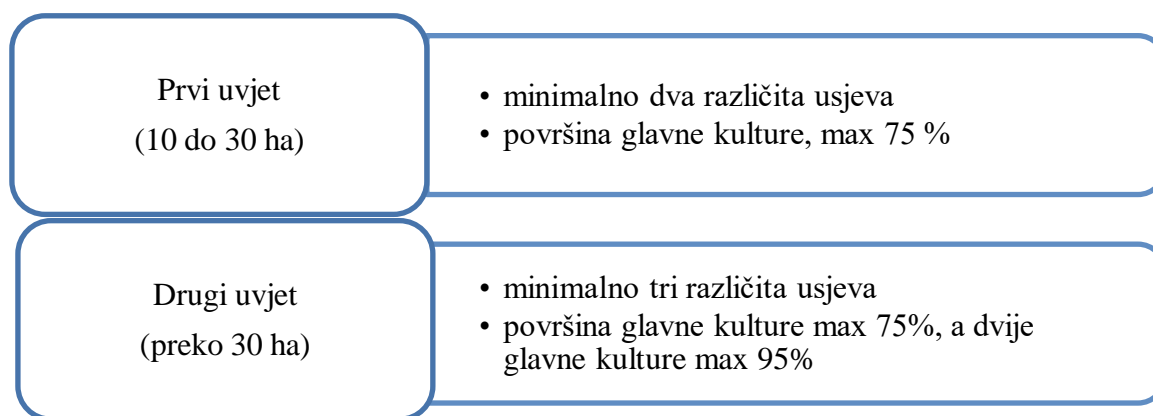 Prvi uvjet
(10 do 30 ha)
• minimalno dva različita usjeva
• površina glavne kulture, max 75 %
Drugi uvjet
(preko 30 ha)
• minimalno tri različita usjeva
• površina glavne kulture max 75%, a dvije
glavne kulture max 95%